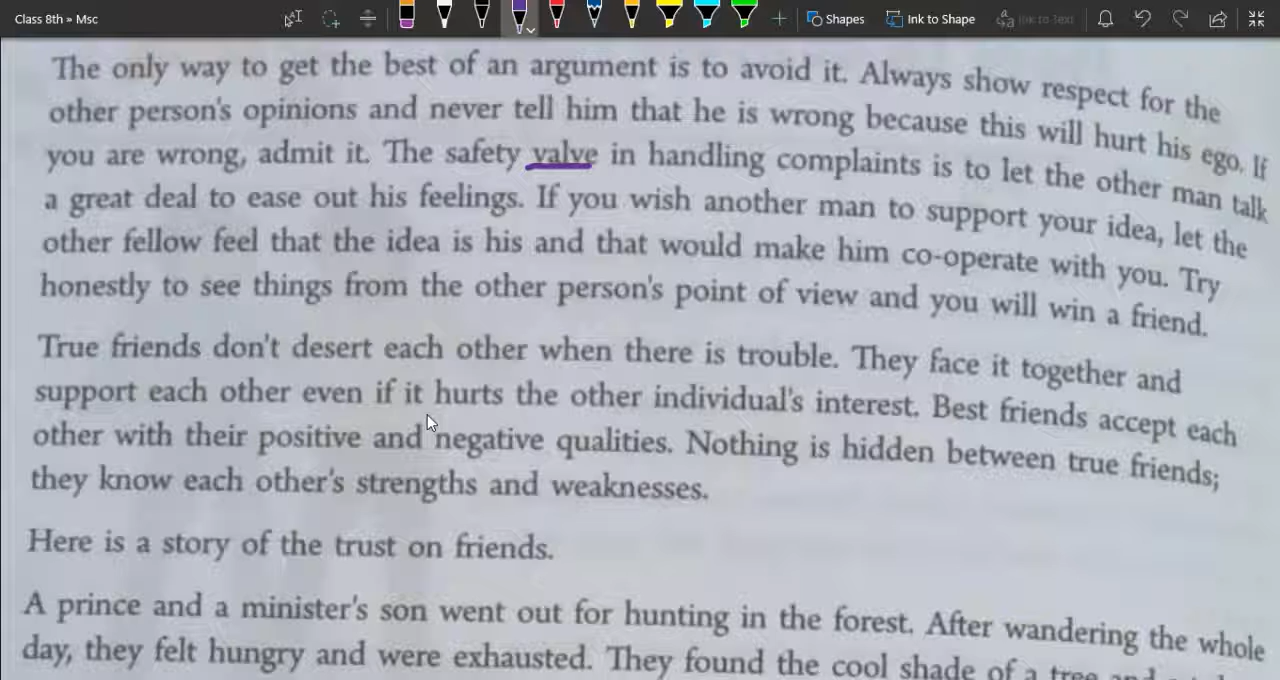 Class 8th » Msc
Shapes
Ink to Shape
Ink to Text
The only way to get the best of an argument is to avoid it. Always show respect for the
other person's opinions and never tell him that he is wrong because this will hurt his ego. If
you are wrong, admit it. The safety valve in handling complaints is to let the other man talk
a great deal to ease out his feelings. If you wish another man to support your idea, let the
other fellow feel that the idea is his and that would make him co-operate with you. Try
honestly to see things from the other person's point of view and you will win a friend.
True friends don't desert each other when there is trouble. They face it together and
support each other even if it hurts the other individual's interest. Best friends accept each
other with their positive and negative qualities. Nothing is hidden between true friends;
they know each other's strengths and weaknesses.
Here is a story of the trust on friends.
A prince and a minister's son went out for hunting in the forest. After wandering the whole
day, they felt hungry and were exhausted. They found the cool shade of a tree and